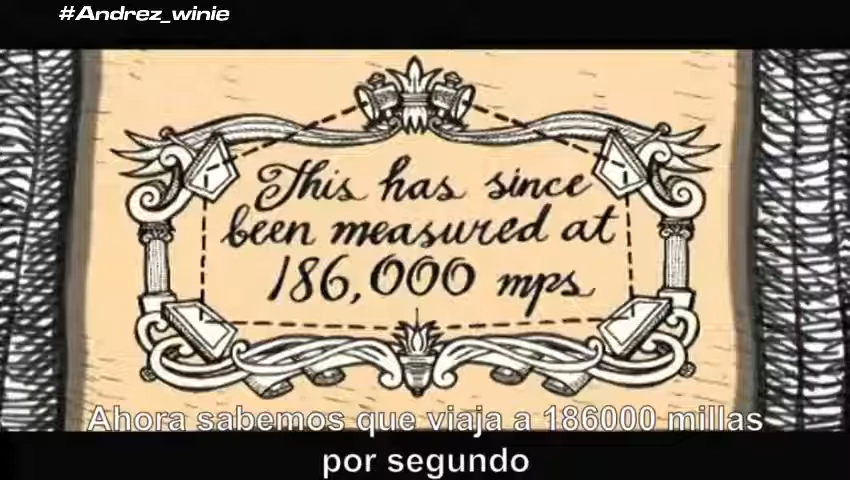 #Andrez_winie
This has since
been measured at
186,000 mps
Ahora sabemos que viaja a 186000 millas
por segundo